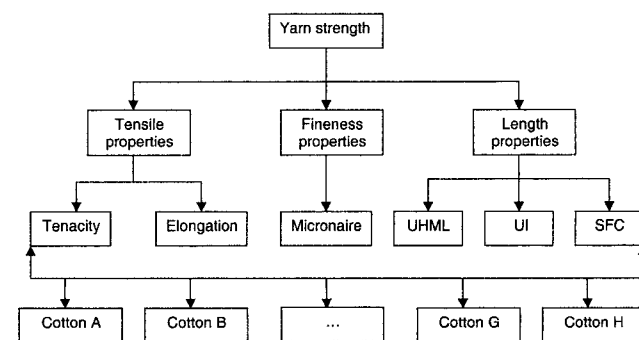 Yarn strength
Tensile
properties
Fineness
properties
Length
properties
Tenacity
Elongation
Micronaire
UHML
UI
SFC
Cotton A
Cotton B
...
Cotton G
Cotton H